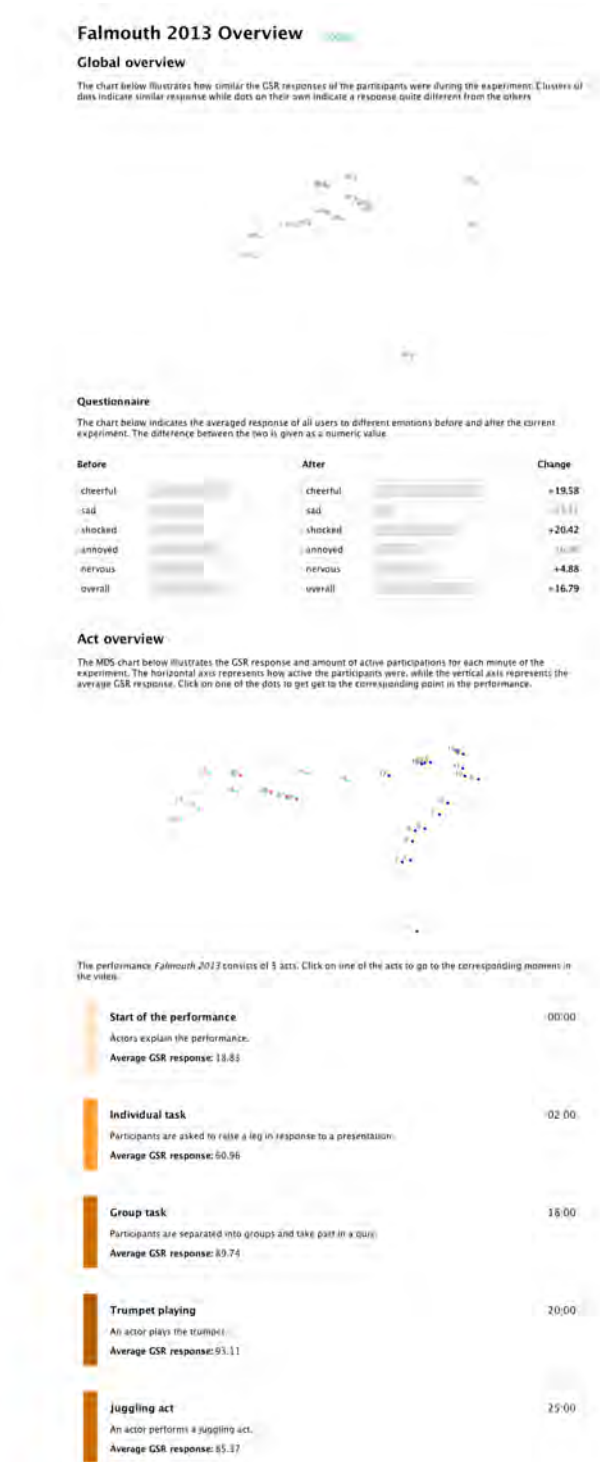 Falmouth 2013 Overview
Global overview
The chart below illustrates how similar the GSR responses of the participants were during the experiment. Clusters of
dots indicate similar response while dots on their own indicate a response quite different from the others
Questionnaire
The chart below indicates the averaged response of all users to different emotions before and after the current
experiment. The difference between the two is given as a numeric value
Before After Change
cheerful cheerful +19.58
sad sad
shocked shocked +20.42
annoyed annoyed
nervous nervous +4.88
overall overall +16.79
Act overview
The MDS chart below illustrates the GSR response and amount of active participations for each minute of the
experiment. The horizontal axis represents how active the participants were, while the vertical axis represents the
average GSR response. Click on one of the dots to get get to the corresponding point in the performance.
The performance Falmouth 2013 consists of 5 acts. Click on one of the acts to go to the corresponding moment in
the video.
Start of the performance 00:00
Actors explain the performance.
Average GSR response: 18.83
Individual task 02:00
Participants are asked to raise a leg in response to a presentation.
Average GSR response: 60.96
Group task 18:00
Participants are separated into groups and take part in a quiz.
Average GSR response: 89.74
Trumpet playing 20:00
An actor plays the trumpet.
Average GSR response: 93.11
Juggling act 25:00
An actor performs a juggling act.
Average GSR response: 85.37